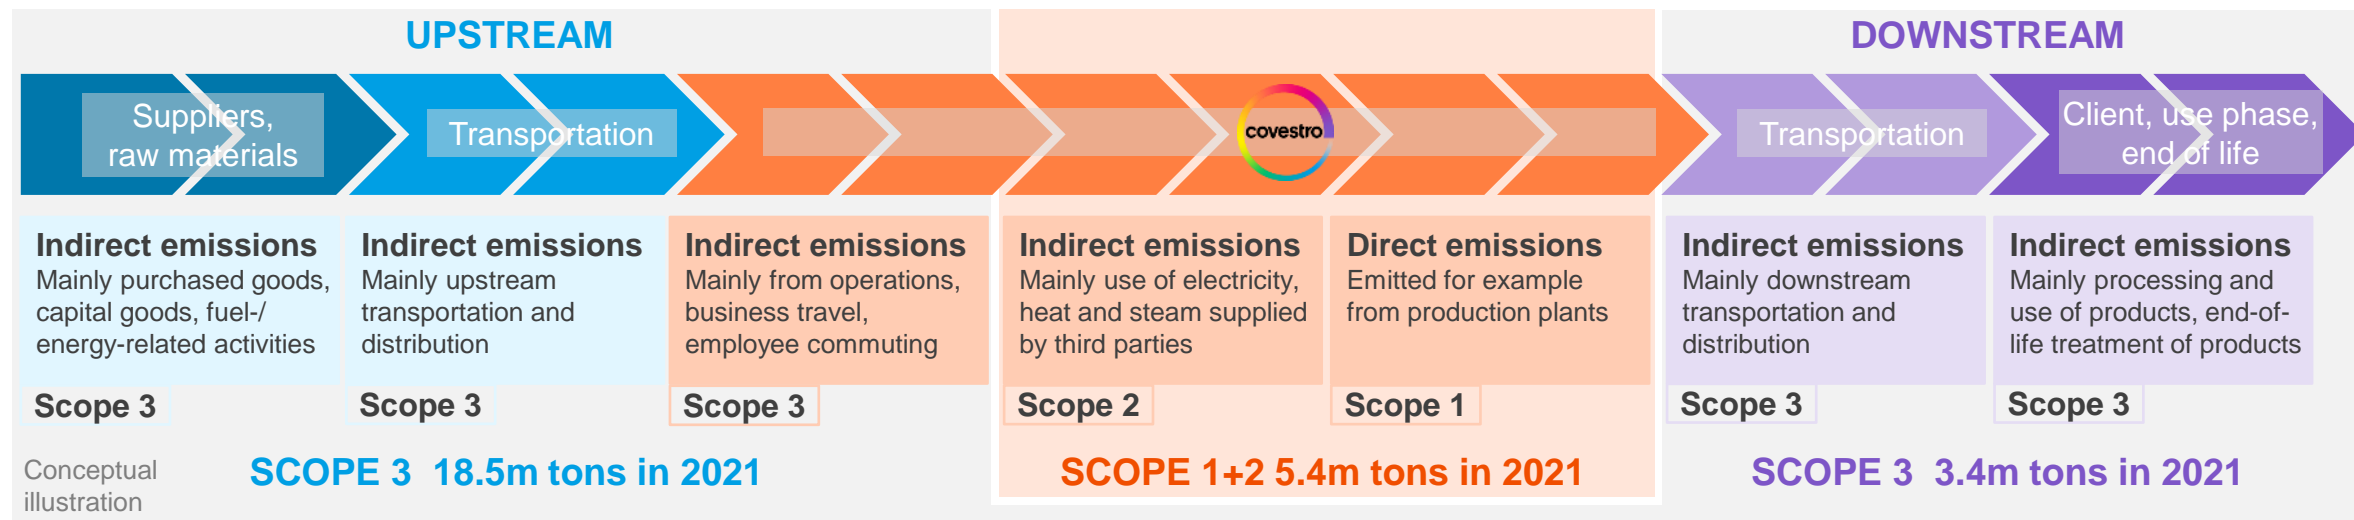 UPSTREAM
DOWNSTREAM
Suppliers,
raw materials
Transportation
covestro
Transportation
Client, use phase,
end of life
Indirect emissions
Mainly purchased goods,
capital goods, fuel-/
energy-related activities
Scope 3
Indirect emissions
Mainly upstream
transportation and
distribution
Scope 3
Indirect emissions
Mainly from operations,
business travel,
employee commuting
Scope 3
Indirect emissions
Mainly use of electricity,
heat and steam supplied
by third parties
Scope 2
Direct emissions
Emitted for example
from production plants
Scope 1
Indirect emissions
Mainly downstream
transportation and
distribution
Scope 3
Indirect emissions
Mainly processing and
use of products, end-of-
life treatment of products
Scope 3
Conceptual
illustration
SCOPE 3 18.5m tons in 2021
SCOPE 1+2 5.4m tons in 2021
SCOPE 3 3.4m tons in 2021